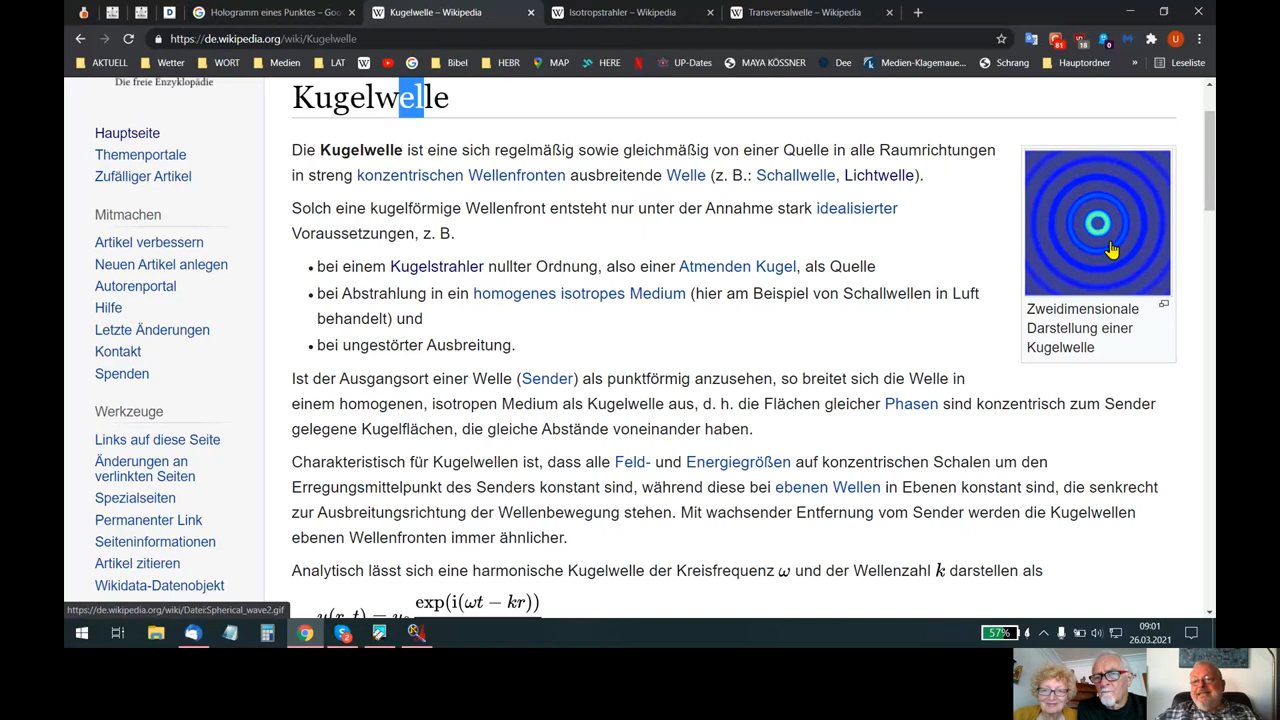 Hologramm eines Punktes – Goo
Kugelwelle – Wikipedia
Isotropstrahler – Wikipedia
Transversalwelle – Wikipedia
https://de.wikipedia.org/wiki/Kugelwelle
81
18
0
U
AKTUELL
Wetter
WORT
Medien
LAT
Bibel
HEBR
MAP
HERE
UP-Dates
MAYA KÖSSNER
Dee
Medien-Klagemaue...
Schrang
Hauptordner
»
Leseliste
Die freie Enzyklopädie
Hauptseite
Themenportale
Zufälliger Artikel
Mitmachen
Artikel verbessern
Neuen Artikel anlegen
Autorenportal
Hilfe
Letzte Änderungen
Kontakt
Spenden
Werkzeuge
Links auf diese Seite
Änderungen an
verlinkten Seiten
Spezialseiten
Permanenter Link
Seiteninformationen
Artikel zitieren
Wikidata-Datenobjekt
Kugelwelle
Die Kugelwelle ist eine sich regelmäßig sowie gleichmäßig von einer Quelle in alle Raumrichtungen
in streng konzentrischen Wellenfronten ausbreitende Welle (z. B.: Schallwelle, Lichtwelle).
Solch eine kugelförmige Wellenfront entsteht nur unter der Annahme stark idealisierter
Voraussetzungen, z. B.
• bei einem Kugelstrahler nullter Ordnung, also einer Atmenden Kugel, als Quelle
• bei Abstrahlung in ein homogenes isotropes Medium (hier am Beispiel von Schallwellen in Luft
behandelt) und
• bei ungestörter Ausbreitung.
Zweidimensionale
Darstellung einer
Kugelwelle
Ist der Ausgangsort einer Welle (Sender) als punktförmig anzusehen, so breitet sich die Welle in
einem homogenen, isotropen Medium als Kugelwelle aus, d. h. die Flächen gleicher Phasen sind konzentrisch zum Sender
gelegene Kugelflächen, die gleiche Abstände voneinander haben.
Charakteristisch für Kugelwellen ist, dass alle Feld- und Energiegrößen auf konzentrischen Schalen um den
Erregungsmittelpunkt des Senders konstant sind, während diese bei ebenen Wellen in Ebenen konstant sind, die senkrecht
zur Ausbreitungsrichtung der Wellenbewegung stehen. Mit wachsender Entfernung vom Sender werden die Kugelwellen
ebenen Wellenfronten immer ähnlicher.
Analytisch lässt sich eine harmonische Kugelwelle der Kreisfrequenz ω und der Wellenzahl k darstellen als
exp(i(ωt − kr))
https://de.wikipedia.org/wiki/Datei:Spherical_wave2.gif
57%
09:01
26.03.2021